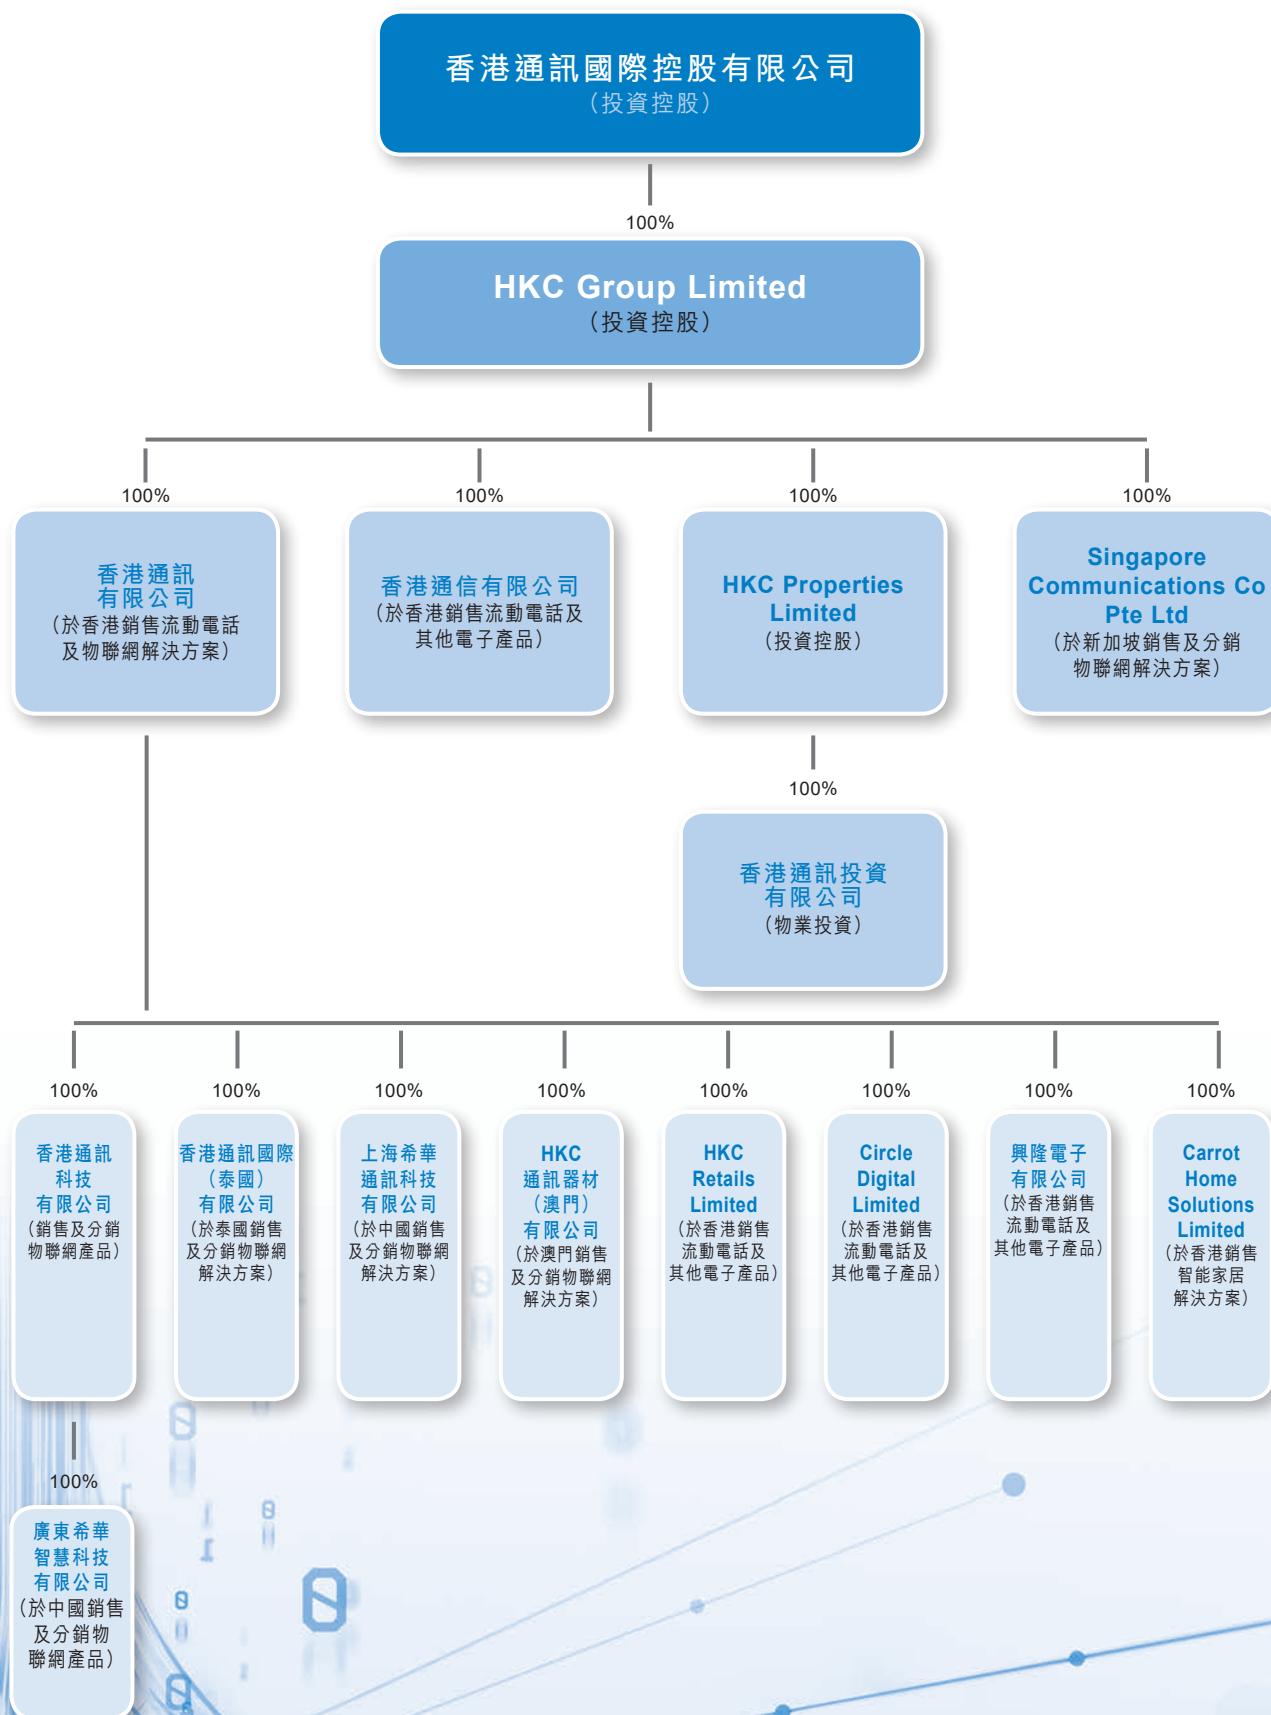 香港通訊國際控股有限公司
（投資控股）
100%
HKC Group Limited
（投資控股）
100%
100%
100%
100%
香港通訊
有限公司
（於香港銷售流動電話
及物聯網解決方案）
香港通信有限公司
（於香港銷售流動電話及
其他電子產品）
HKC Properties
Limited
（投資控股）
Singapore
Communications Co
Pte Ltd
（於新加坡銷售及分銷
物聯網解決方案）
100%
香港通訊投資
有限公司
（物業投資）
100%
100%
100%
100%
100%
100%
100%
100%
香港通訊
科技
有限公司
（銷售及分銷
物聯網產品）
香港通訊國際
（泰國）
有限公司
（於泰國銷售
及分銷物聯網
解決方案）
上海希華
通訊科技
有限公司
（於中國銷售
及分銷物聯網
解決方案）
HKC
通訊器材
（澳門）
有限公司
（於澳門銷售
及分銷物聯網
解決方案）
HKC
Retails
Limited
（於香港銷售
流動電話及
其他電子產品）
Circle
Digital
Limited
（於香港銷售
流動電話及
其他電子產品）
興隆電子
有限公司
（於香港銷售
流動電話及
其他電子產品）
Carrot
Home
Solutions
Limited
（於香港銷售
智能家居
解決方案）
100%
廣東希華
智慧科技
有限公司
（於中國銷售
及分銷物
聯網產品）